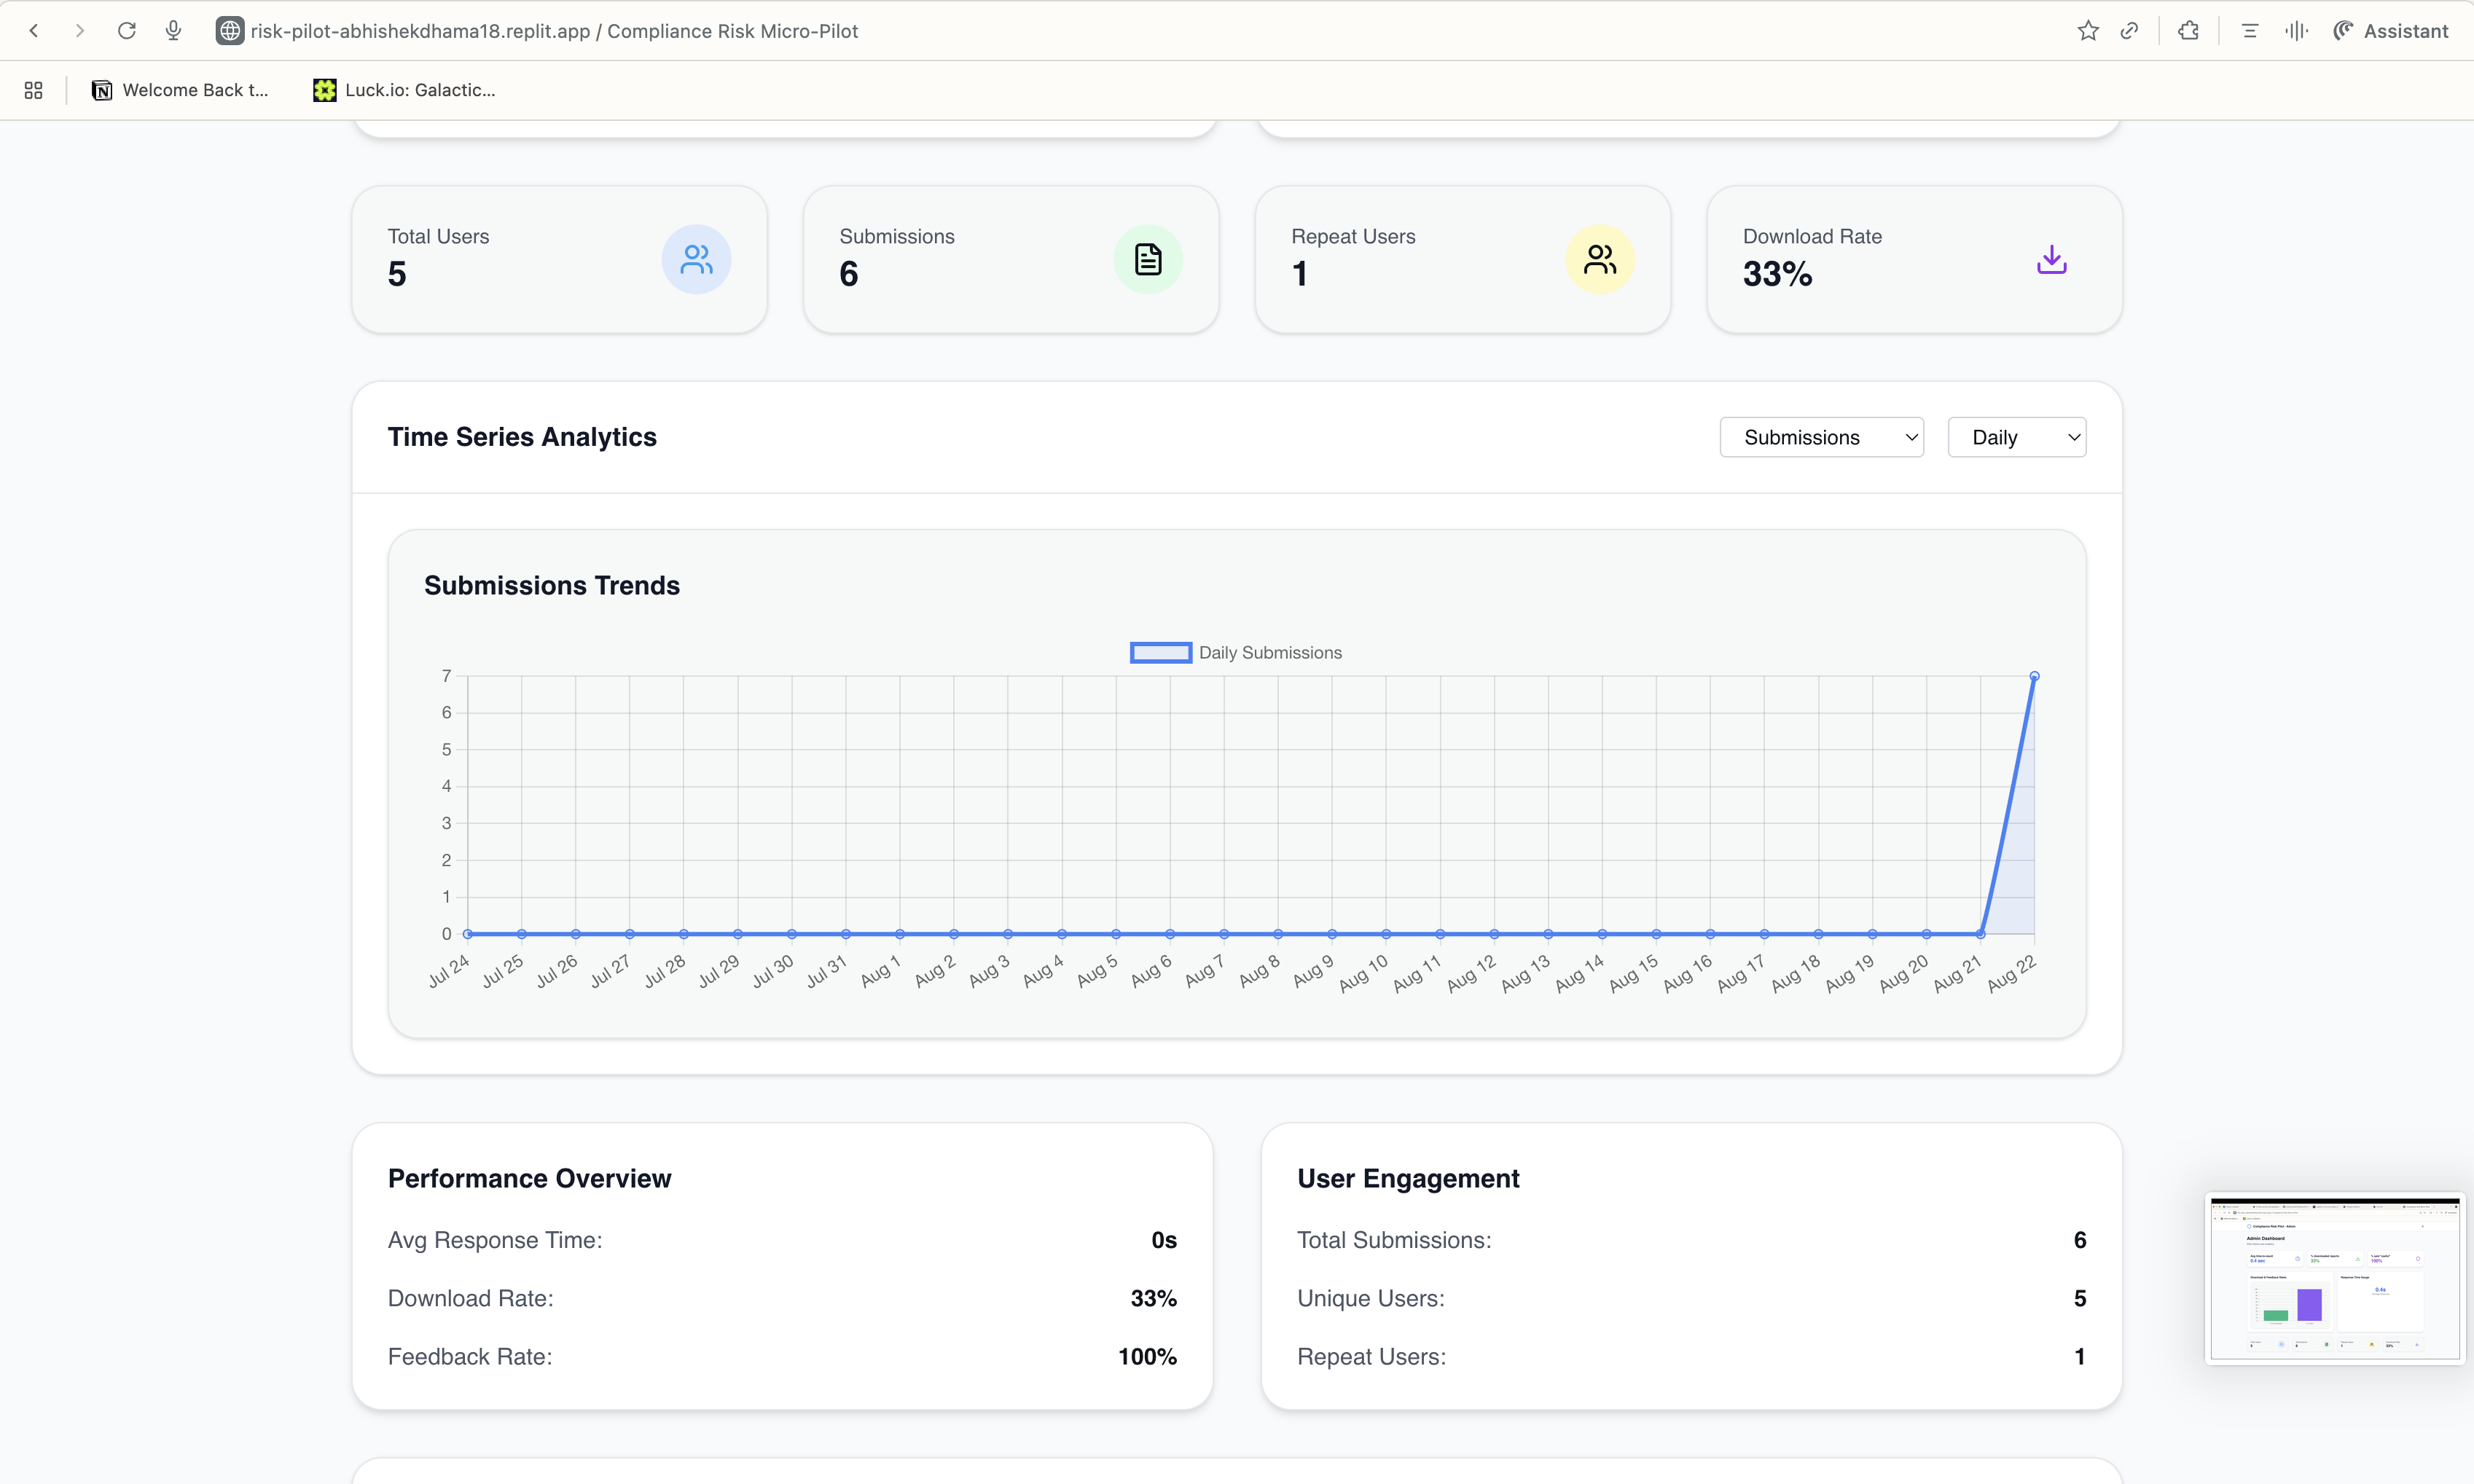 risk-pilot-abhishekdhama18.replit.app / Compliance Risk Micro-Pilot
Assistant
Welcome Back t...
Luck.io: Galactic...
Total Users
5
Submissions
6
Repeat Users
1
Download Rate
33%
Time Series Analytics
Submissions
Daily
Submissions Trends
Daily Submissions
7
6
5
4
3
2
1
0
Jul 24 Jul 25 Jul 26 Jul 27 Jul 28 Jul 29 Jul 30 Jul 31 Aug 1 Aug 2 Aug 3 Aug 4 Aug 5 Aug 6 Aug 7 Aug 8 Aug 9 Aug 10 Aug 11 Aug 12 Aug 13 Aug 14 Aug 15 Aug 16 Aug 17 Aug 18 Aug 19 Aug 20 Aug 21 Aug 22
Performance Overview
Avg Response Time: 0s
Download Rate: 33%
Feedback Rate: 100%
User Engagement
Total Submissions: 6
Unique Users: 5
Repeat Users: 1
Admin Dashboard